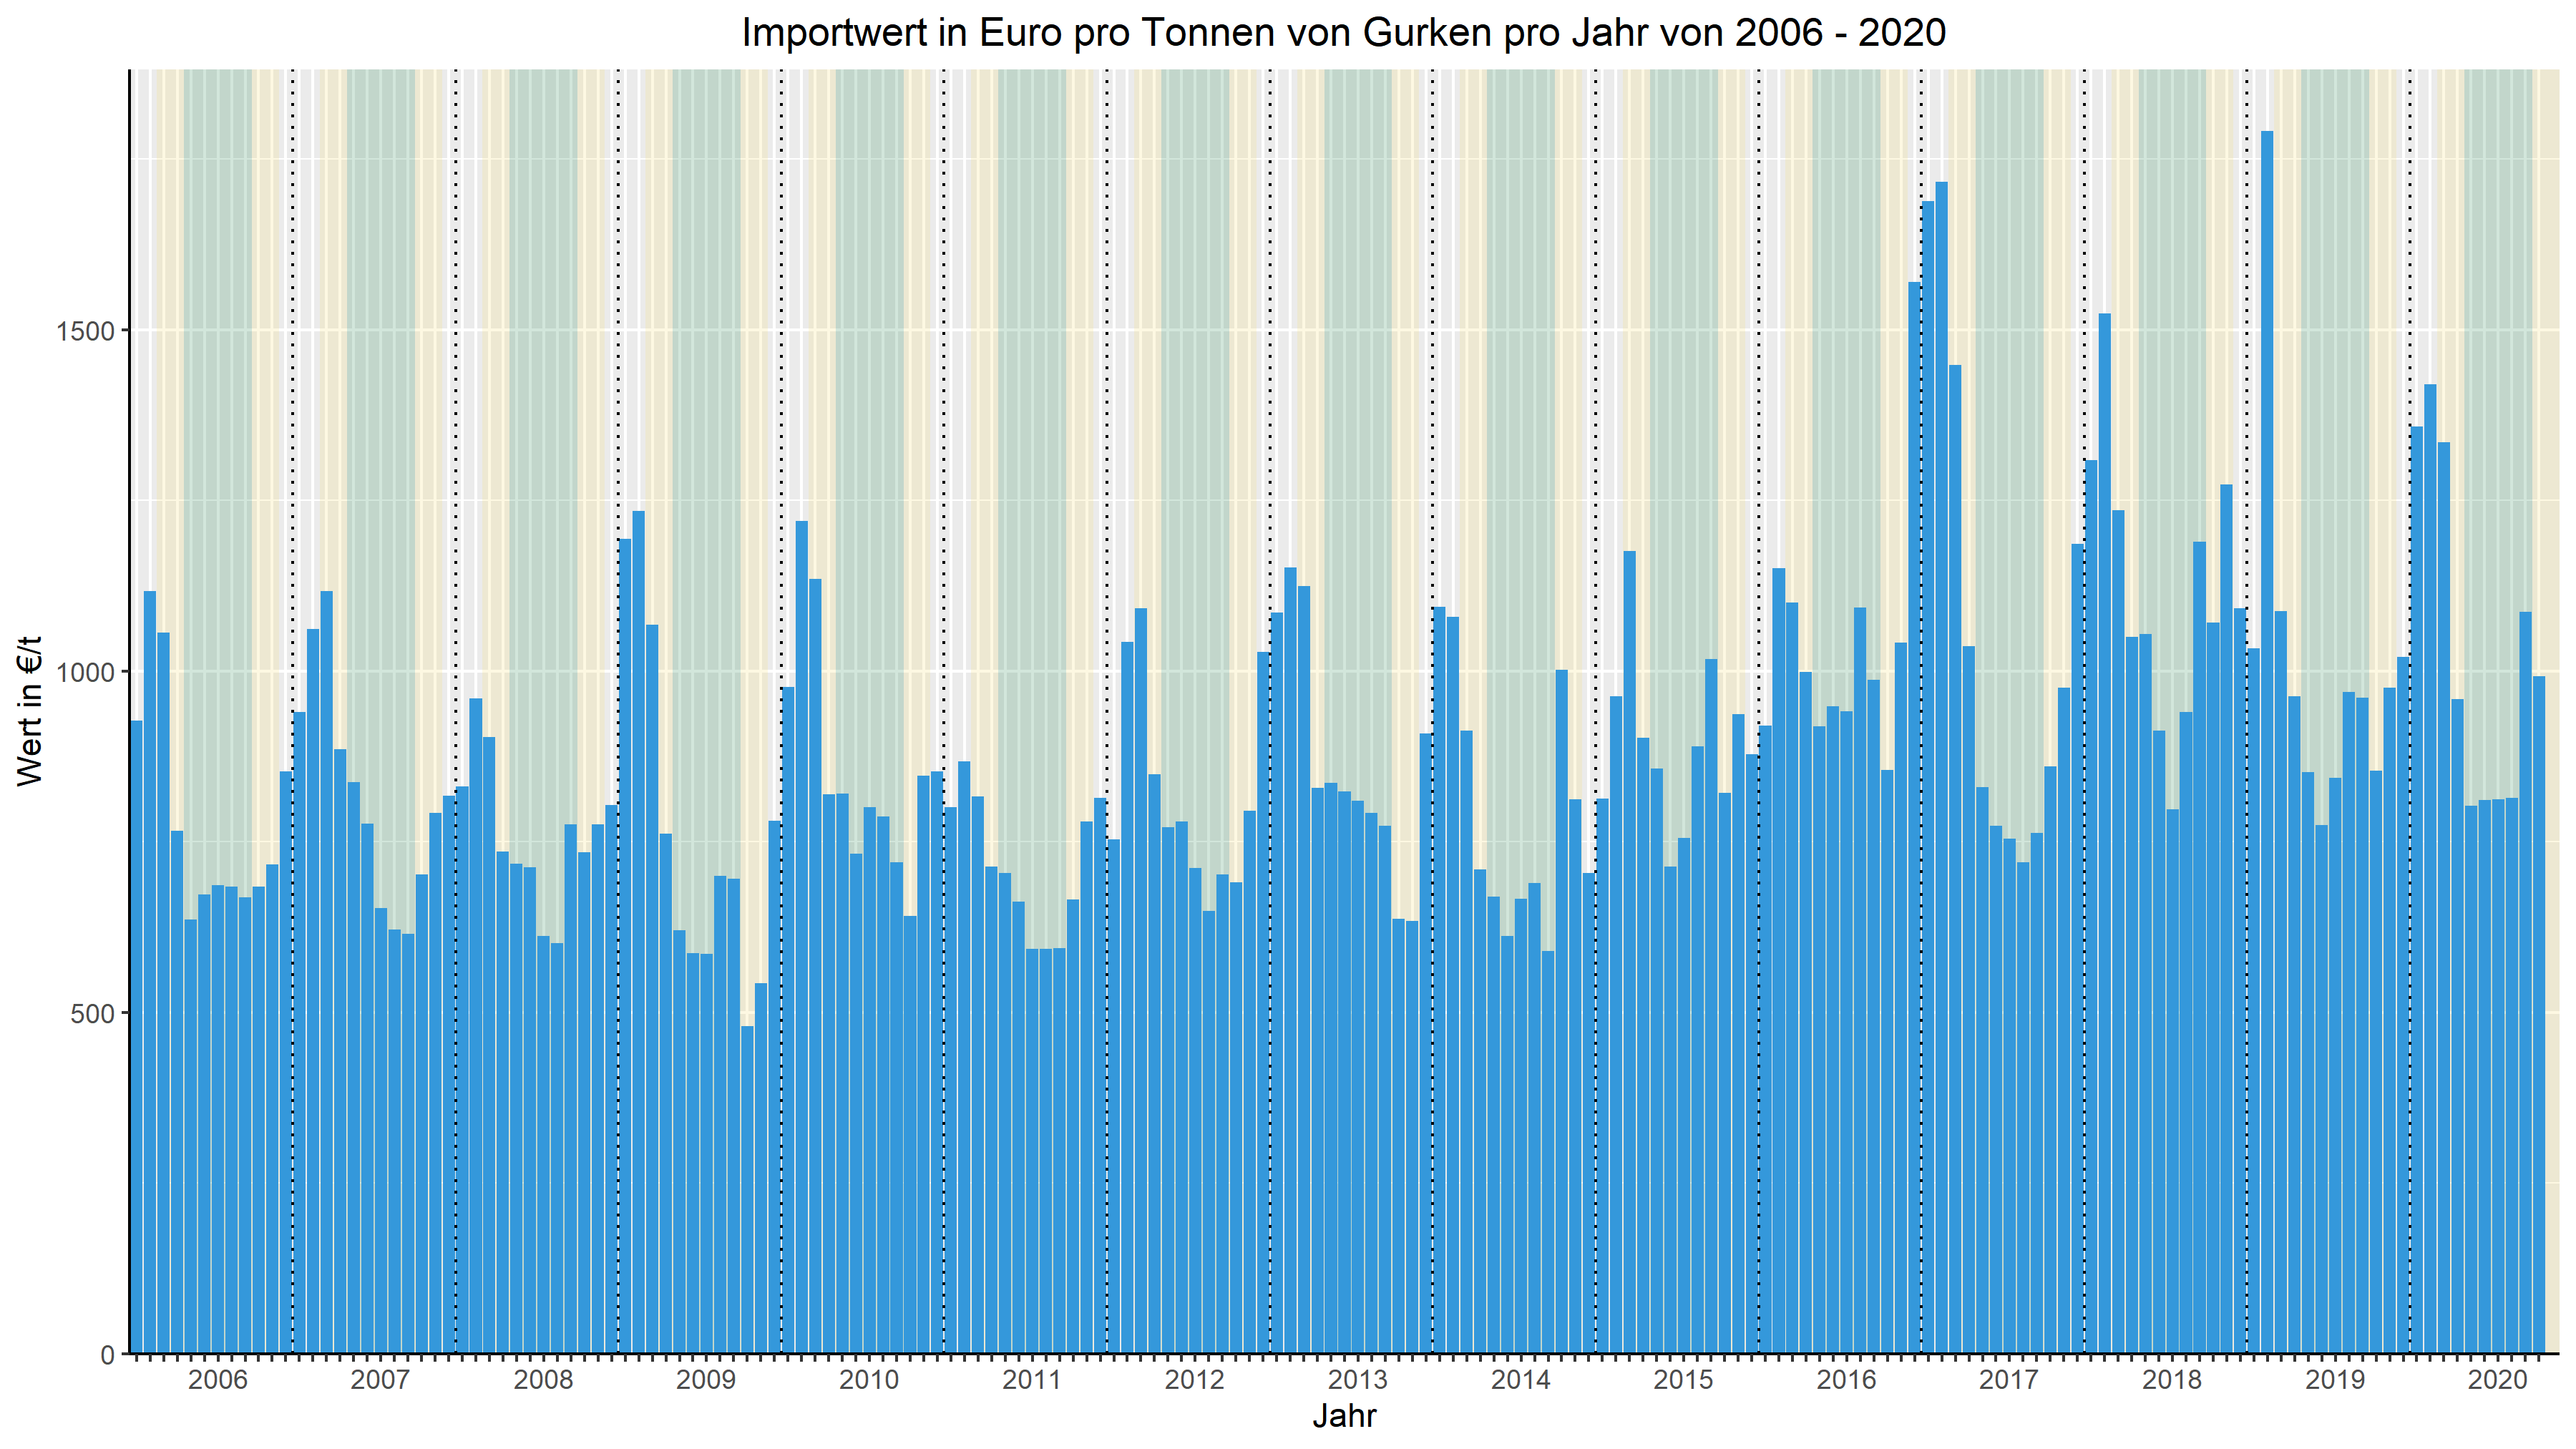 Importwert in Euro pro Tonnen von Gurken pro Jahr von 2006 - 2020
Wert in €/t
1500
1000
500
0
2006 2007 2008 2009 2010 2011 2012 2013 2014 2015 2016 2017 2018 2019 2020
Jahr